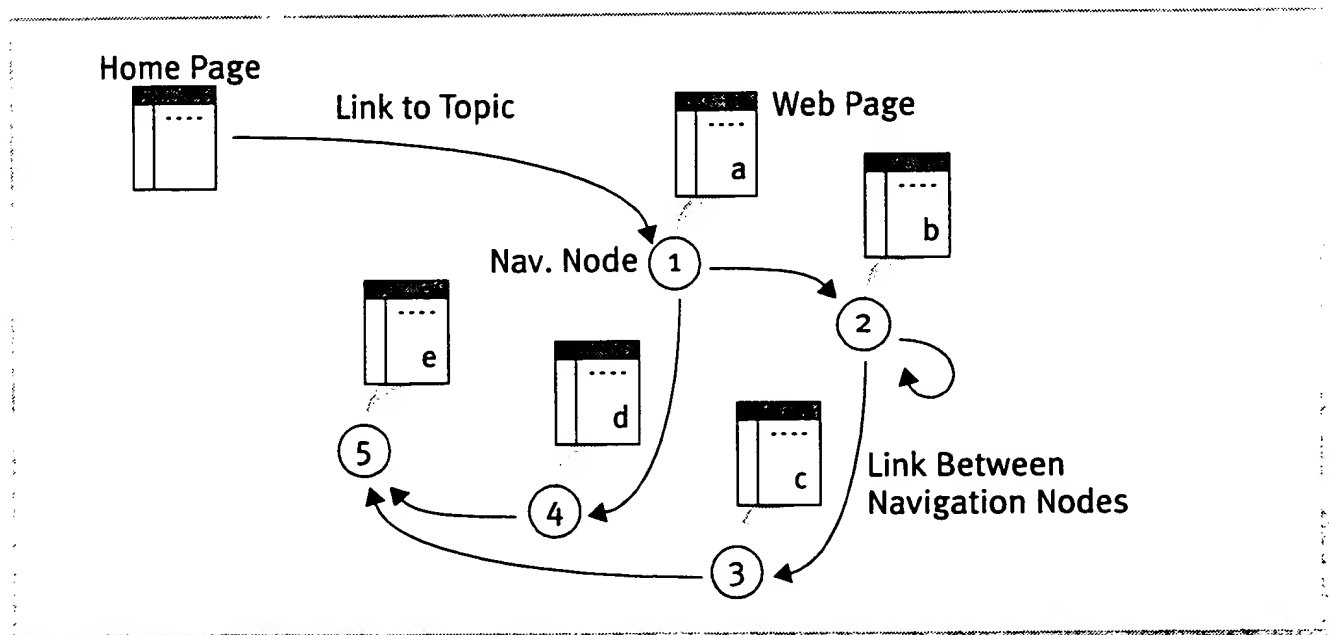 Home Page
Link to Topic
Web Page
a
b
Nav. Node
1
2
e
d
c
5
4
3
Link Between
Navigation Nodes